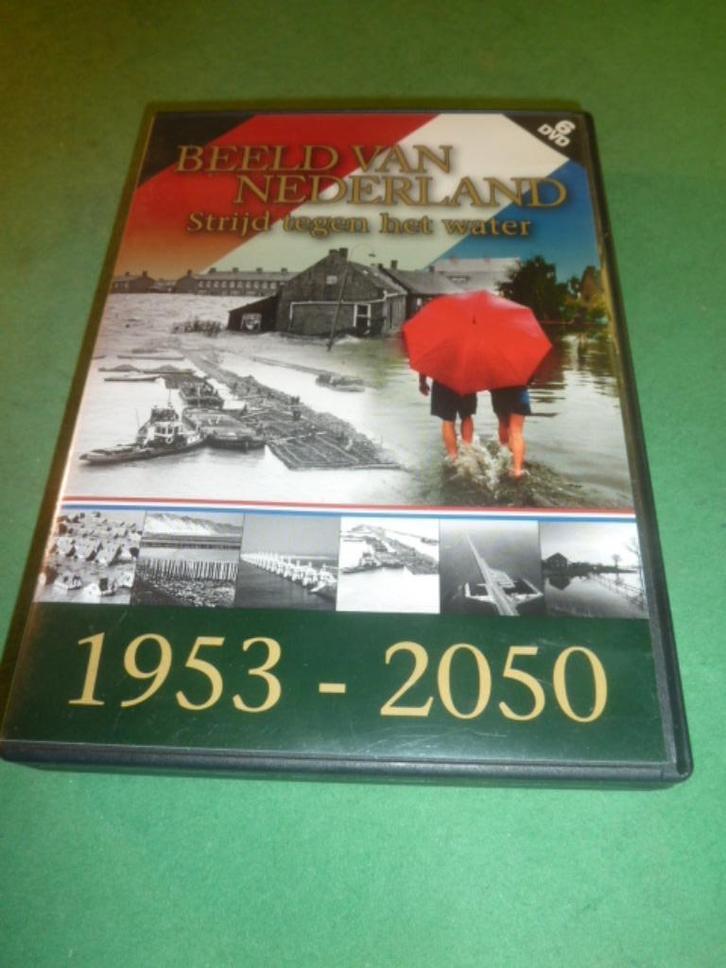 6
DVD
BEELD VAN
NEDERLAND
Strijd tegen het water
1953 - 2050